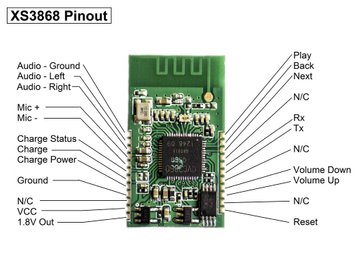 XS3868 Pinout
Audio - Ground
Audio - Left
Audio - Right
Mic +
Mic -
Charge Status
Charge
Charge Power
Ground
N/C
VCC
1.8V Out
Play
Back
Next
N/C
Rx
Tx
N/C
Volume Down
Volume Up
N/C
Reset